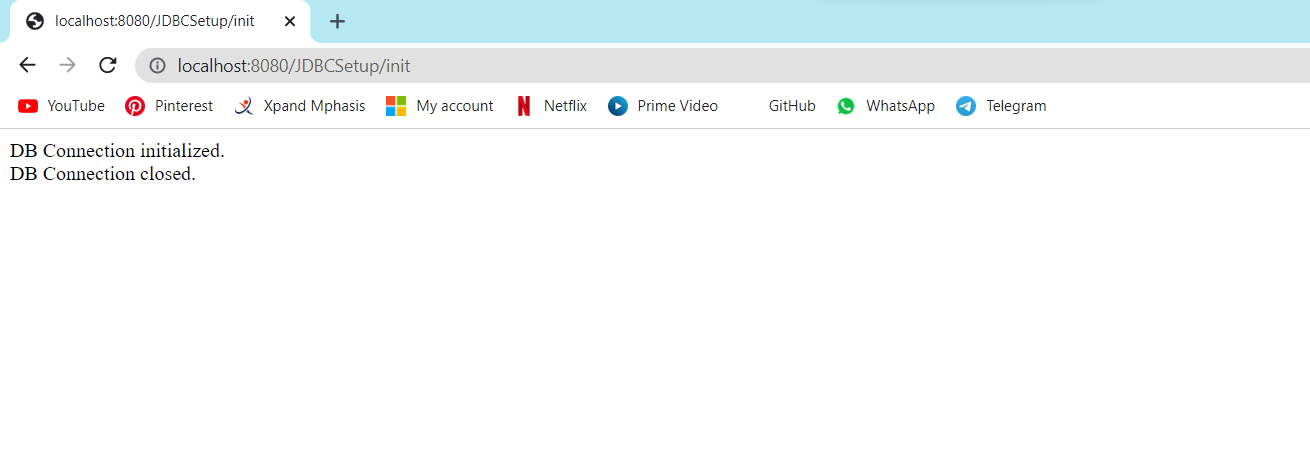 localhost:8080/JDBCSetup/init
localhost:8080/JDBCSetup/init
YouTube Pinterest Xpand Mphasis My account Netflix Prime Video GitHub WhatsApp Telegram
DB Connection initialized.
DB Connection closed.